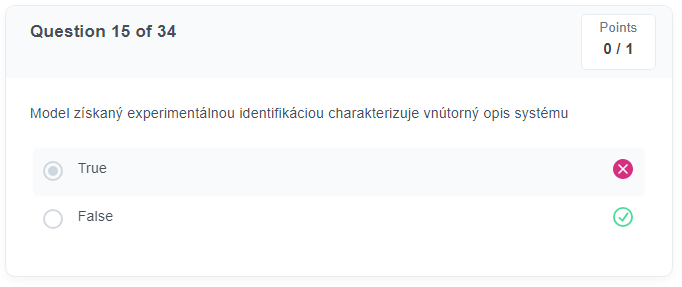 Question 15 of 34
Points
0 / 1
Model získaný experimentálnou identifikáciou charakterizuje vnútorný opis systému
True
False